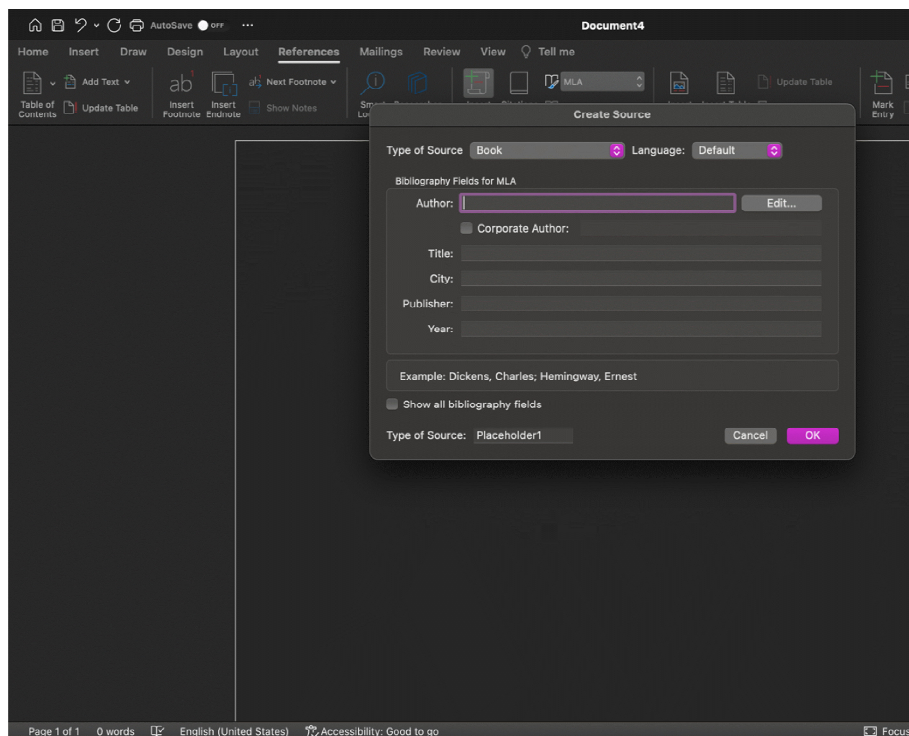 AutoSave OFF ... Document4
Home Insert Draw Design Layout References Mailings Review View Tell me
Add Text Next Footnote MLA Update Table
Table of Contents Update Table Insert Footnote Insert Endnote Show Notes Mark Entry
Create Source
Type of Source Book Language: Default
Bibliography Fields for MLA
Author: Edit...
Corporate Author:
Title:
City:
Publisher:
Year:
Example: Dickens, Charles; Hemingway, Ernest
Show all bibliography fields
Type of Source: Placeholder1 Cancel OK
Page 1 of 1 0 words English (United States) Accessibility: Good to go Focus